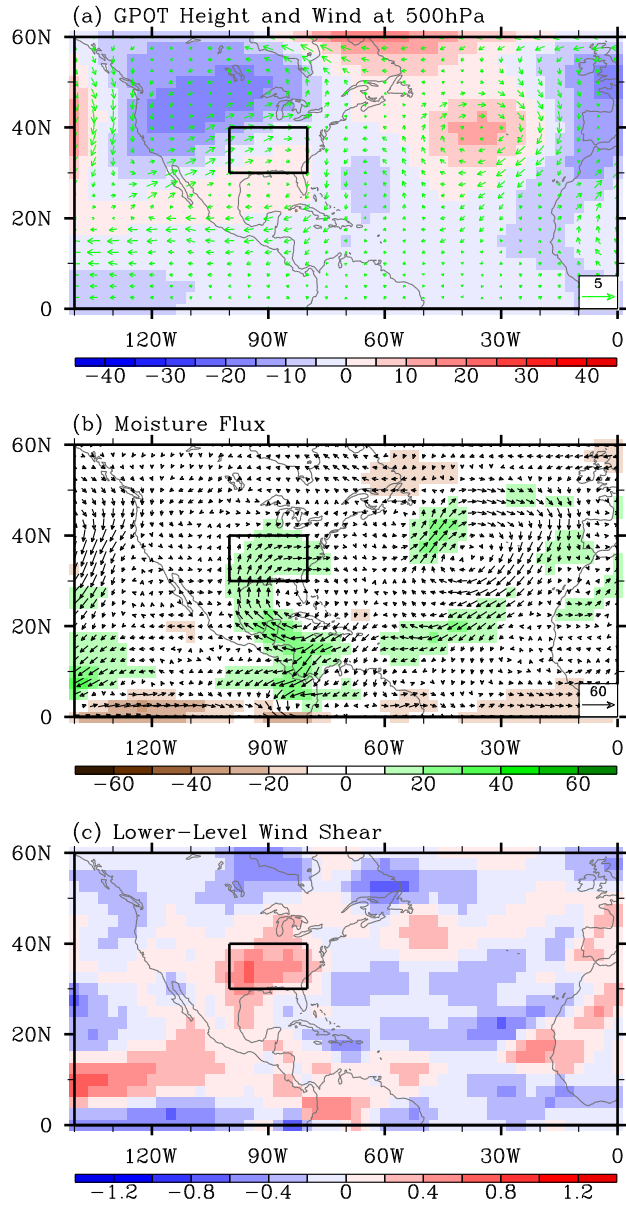 (a) GPOT Height and Wind at 500hPa
60N
40N
20N
0
5
120W 90W 60W 30W 0
−40 −30 −20 −10 0 10 20 30 40
(b) Moisture Flux
60N
40N
20N
0
60
120W 90W 60W 30W 0
−60 −40 −20 0 20 40 60
(c) Lower−Level Wind Shear
60N
40N
20N
0
120W 90W 60W 30W 0
−1.2 −0.8 −0.4 0 0.4 0.8 1.2